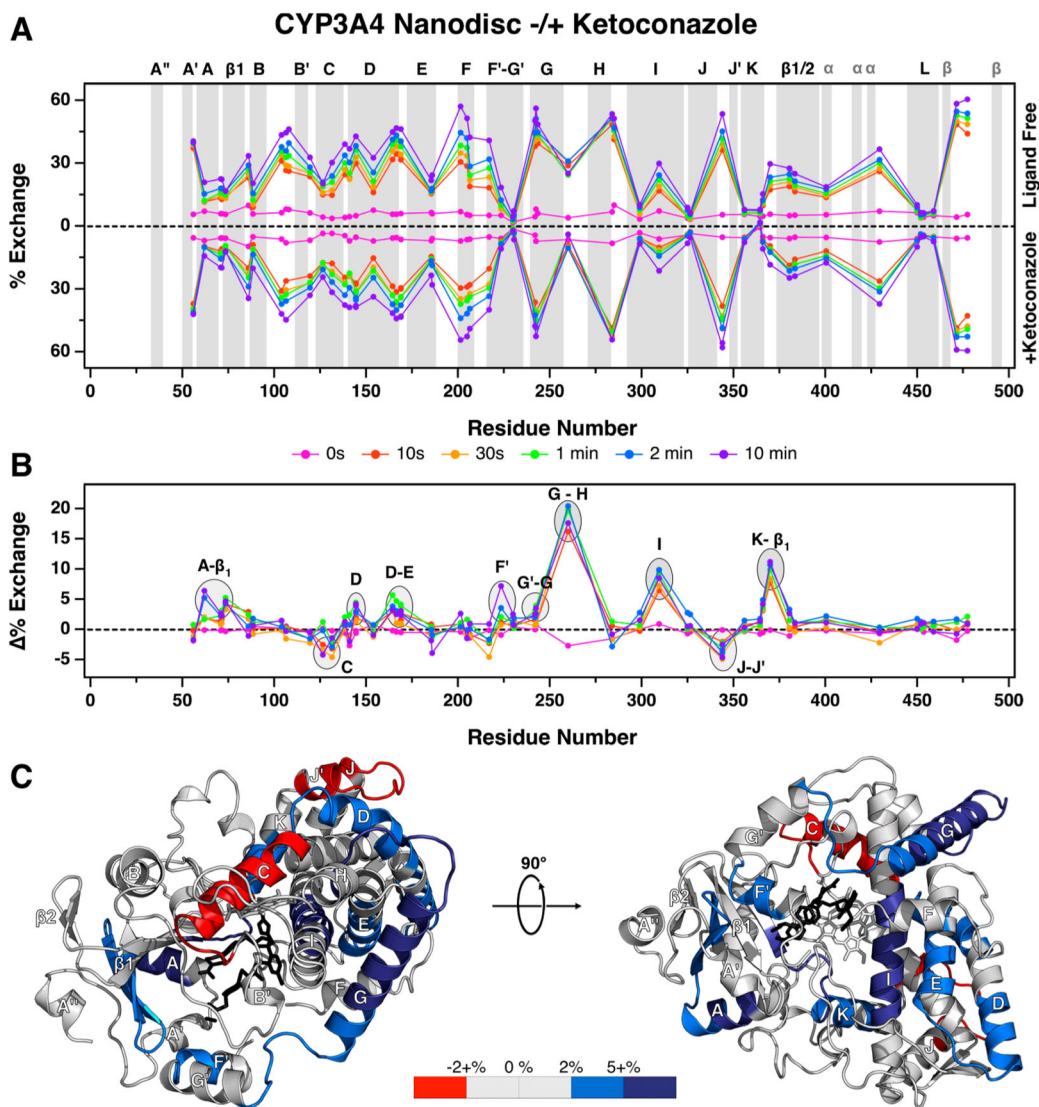 CYP3A4 Nanodisc -/+ Ketoconazole
A
A" A' A β1 B B' C D E F F'-G' G H I J J' K β1/2 α α α L β β
60
30
0
30
60
% Exchange
Ligand Free
+Ketoconazole
0 50 100 150 200 250 300 350 400 450 500
Residue Number
0s 10s 30s 1 min 2 min 10 min
B
20
15
10
5
0
-5
Δ% Exchange
G - H
A-β1
D
D-E
F'
G'-G
I
K- β1
C
J-J'
0 50 100 150 200 250 300 350 400 450 500
Residue Number
C
J' J
D
K
C
B
H
β2
E
I
β1
A
B'
F
G
A"
A
F'
G'
90°
G
C
G'
F'
β2
F
A"
β1
A'
I
E
D
A
K
J
-2+% 0 % 2% 5+%